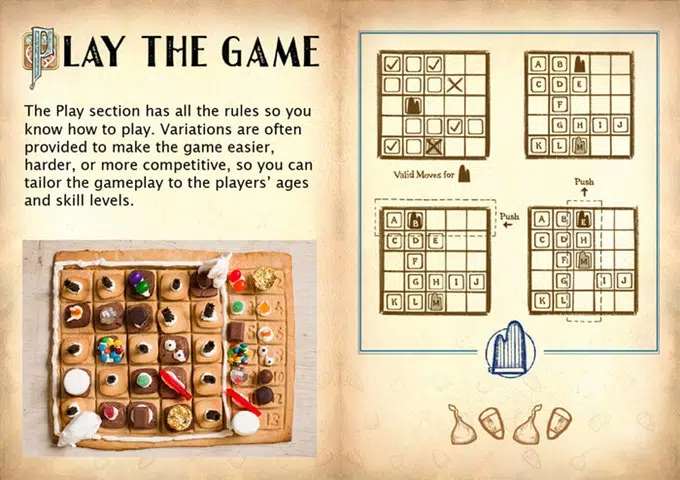 PLAY THE GAME
The Play section has all the rules so you
know how to play. Variations are often
provided to make the game easier,
harder, or more competitive, so you can
tailor the gameplay to the players' ages
and skill levels.
Valid Moves for
A B
C D E
F
G H I J
K L M
Push
A B
C D E
F
G H I J
K L M
Push
A B E
C D H
F M
G I J
K L
13